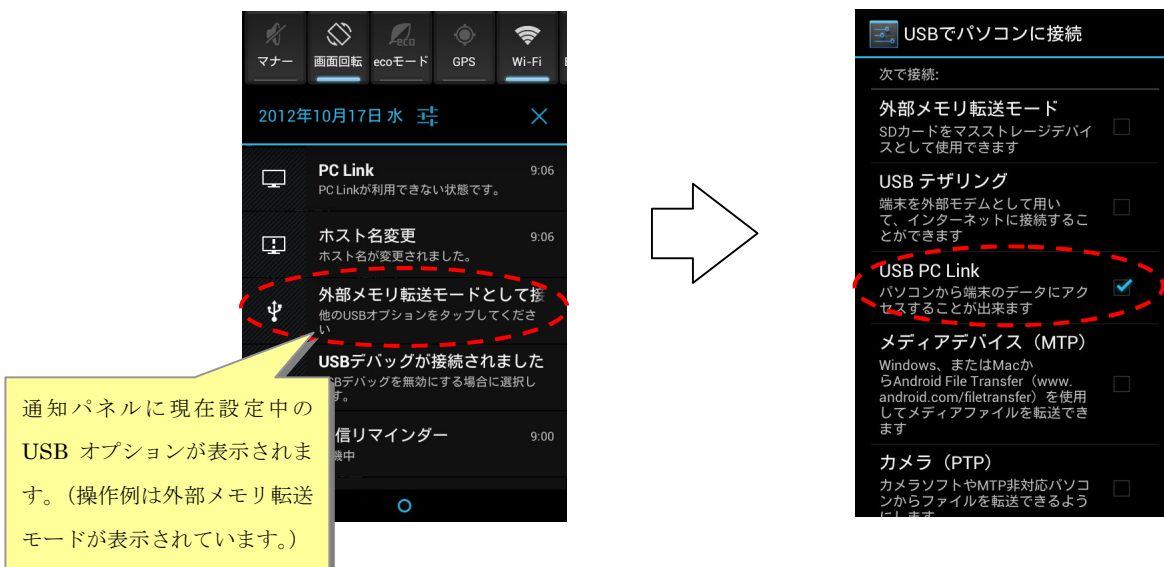 マナー
画面回転
ecoモード
GPS
Wi-Fi
2012年10月17日 水
PC Link 9:06
PC Linkが利用できない状態です。
ホスト名変更 9:06
ホスト名が変更されました。
外部メモリ転送モードとして接
他のUSBオプションをタップしてくださ
い
USBデバッグが接続されました
SBデバッグを無効にする場合に選択し
す。
信リマインダー 9:00
機中
通知パネルに現在設定中の
USB オプションが表示されま
す。（操作例は外部メモリ転送
モードが表示されています。）
USBでパソコンに接続
次で接続:
外部メモリ転送モード
SDカードをマスストレージデバイ
スとして使用できます
USB テザリング
端末を外部モデムとして用い
て、インターネットに接続するこ
とができます
USB PC Link
パソコンから端末のデータにアク
セスすることが出来ます
メディアデバイス（MTP）
Windows、またはMacか
らAndroid File Transfer（www.
android.com/filetransfer）を使用
してメディアファイルを転送でき
ます
カメラ（PTP）
カメラソフトやMTP非対応パソコ
ンからファイルを転送できるよう
にします